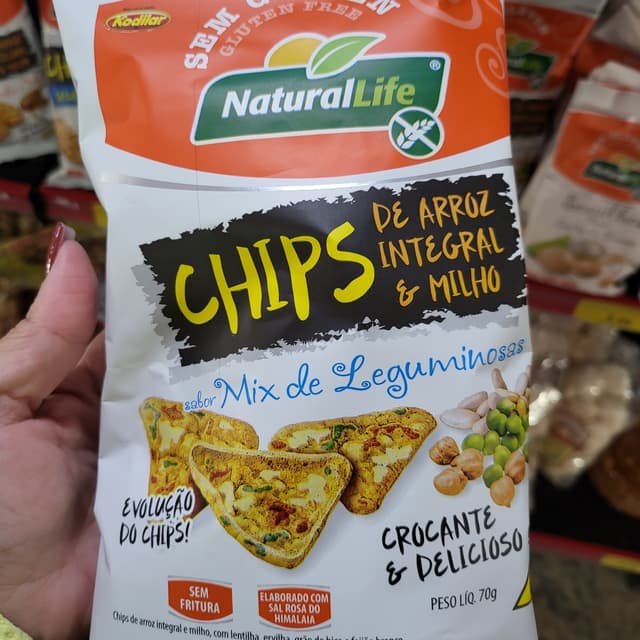 Kodilar
SEM
GLUTEN FREE
NaturalLife®
CHIPS
DE ARROZ
INTEGRAL
& MILHO
sabor Mix de Leguminosas
EVOLUÇÃO
DO CHIPS!
CROCANTE
& DELICIOSO
SEM
FRITURA
ELABORADO COM
SAL ROSA DO
HIMALAIA
PESO LÍQ. 70g
Chips de arroz integral e milho, com lentilha, ervilha, grão de bico e feijão branco